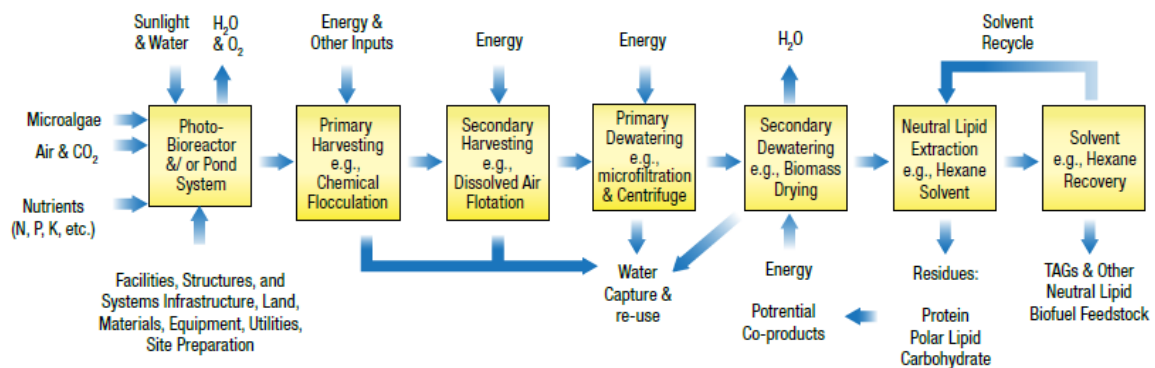 Sunlight
& Water
H₂O
& O₂
Energy &
Other Inputs
Energy
Energy
H₂O
Solvent
Recycle
Microalgae
Air & CO₂
Nutrients
(N, P, K, etc.)
Photo-
Bioreactor
&/ or Pond
System
Primary
Harvesting
e.g.,
Chemical
Flocculation
Secondary
Harvesting
e.g.,
Dissolved Air
Flotation
Primary
Dewatering
e.g.,
microfiltration
& Centrifuge
Secondary
Dewatering
e.g., Biomass
Drying
Neutral Lipid
Extraction
e.g., Hexane
Solvent
Solvent
e.g., Hexane
Recovery
Facilities, Structures, and
Systems Infrastructure, Land,
Materials, Equipment, Utilities,
Site Preparation
Water
Capture &
re-use
Energy
Potrential
Co-products
Residues:
Protein
Polar Lipid
Carbohydrate
TAGs & Other
Neutral Lipid
Biofuel Feedstock